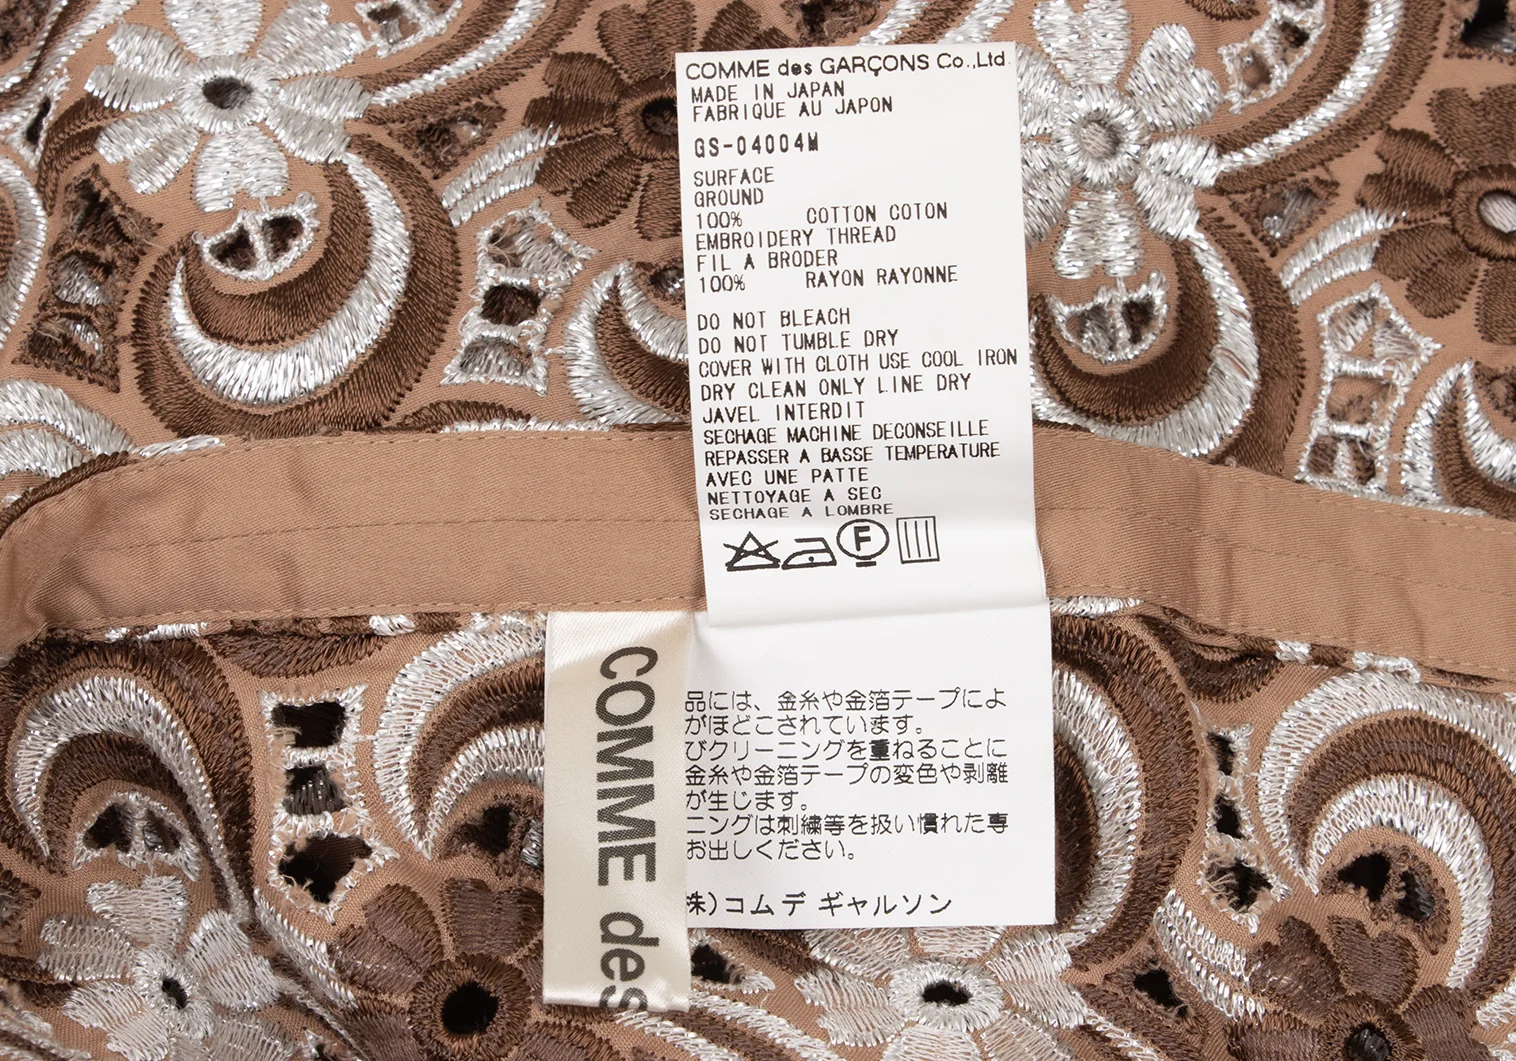 COMME des GARÇONS Co.,Ltd
MADE IN JAPAN
FABRIQUE AU JAPON
GS-04004M
SURFACE
GROUND
100% COTTON COTON
EMBROIDERY THREAD
FIL A BRODER
100% RAYON RAYONNE
DO NOT BLEACH
DO NOT TUMBLE DRY
COVER WITH CLOTH USE COOL IRON
DRY CLEAN ONLY LINE DRY
JAVEL INTERDIT
SECHAGE MACHINE DECONSEILLE
REPASSER A BASSE TEMPERATURE
AVEC UNE PATTE
NETTOYAGE A SEC
SECHAGE A LOMBRE
F
品には、金糸や金箔テープによ
がほどこされています。
びクリーニングを重ねることに
金糸や金箔テープの変色や剥離
が生じます。
ニングは刺繍等を扱い慣れた専
お出しください。
株)コムデ ギャルソン
COMME des